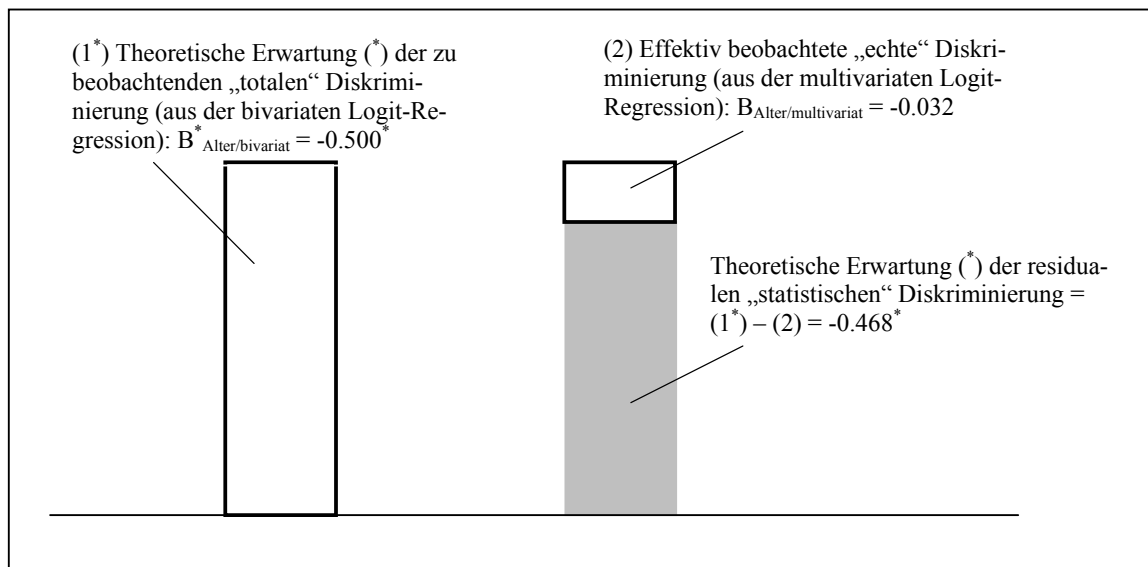 (1*) Theoretische Erwartung (*) der zu
beobachtenden „totalen“ Diskrimi-
nierung (aus der bivariaten Logit-Re-
gression): B*Alter/bivariat = -0.500*
(2) Effektiv beobachtete „echte“ Diskri-
minierung (aus der multivariaten Logit-
Regression): BAlter/multivariat = -0.032
Theoretische Erwartung (*) der residua-
len „statistischen“ Diskriminierung =
(1*) – (2) = -0.468*